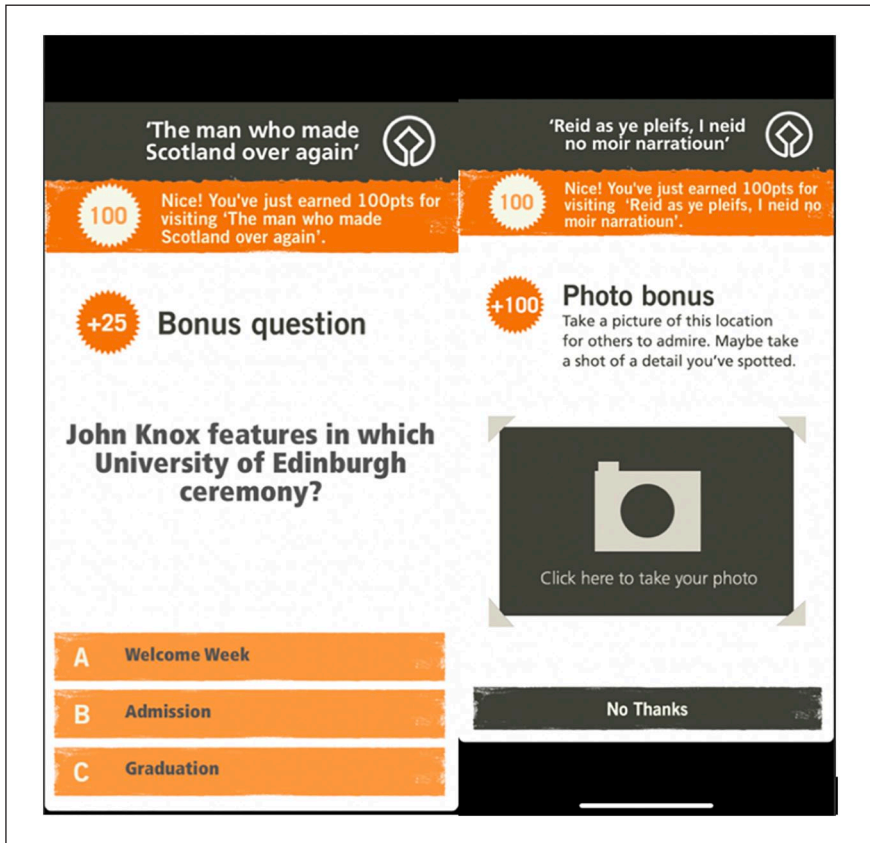 'The man who made
Scotland over again'
100
Nice! You've just earned 100pts for
visiting 'The man who made
Scotland over again'.
+25
Bonus question
John Knox features in which
University of Edinburgh
ceremony?
A Welcome Week
B Admission
C Graduation
'Reid as ye pleifs, I neid
no moir narratioun'
100
Nice! You've just earned 100pts for
visiting 'Reid as ye pleifs, I neid no
moir narratioun'.
+100
Photo bonus
Take a picture of this location
for others to admire. Maybe take
a shot of a detail you've spotted.
Click here to take your photo
No Thanks